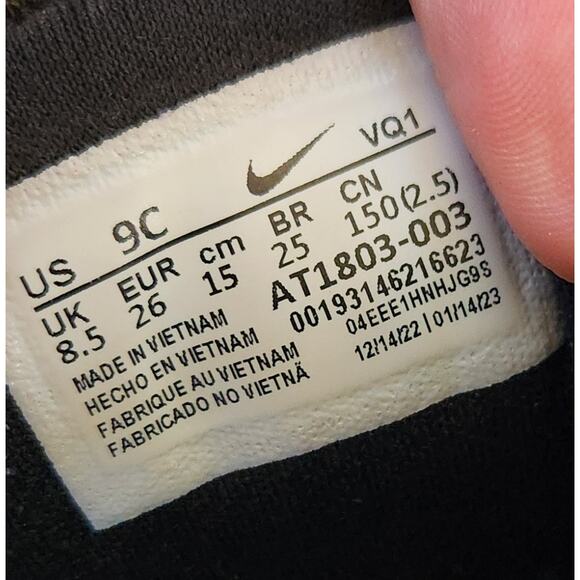 VQ1
US 9C
UK EUR cm BR CN
8.5 26 15 25 150(2.5)
AT1803-003
00193146216623
04EEE1HNHJG9S
12/14/22 | 01/14/23
MADE IN VIETNAM
HECHO EN VIETNAM
FABRIQUE AU VIETNAM
FABRICADO NO VIETNÃ